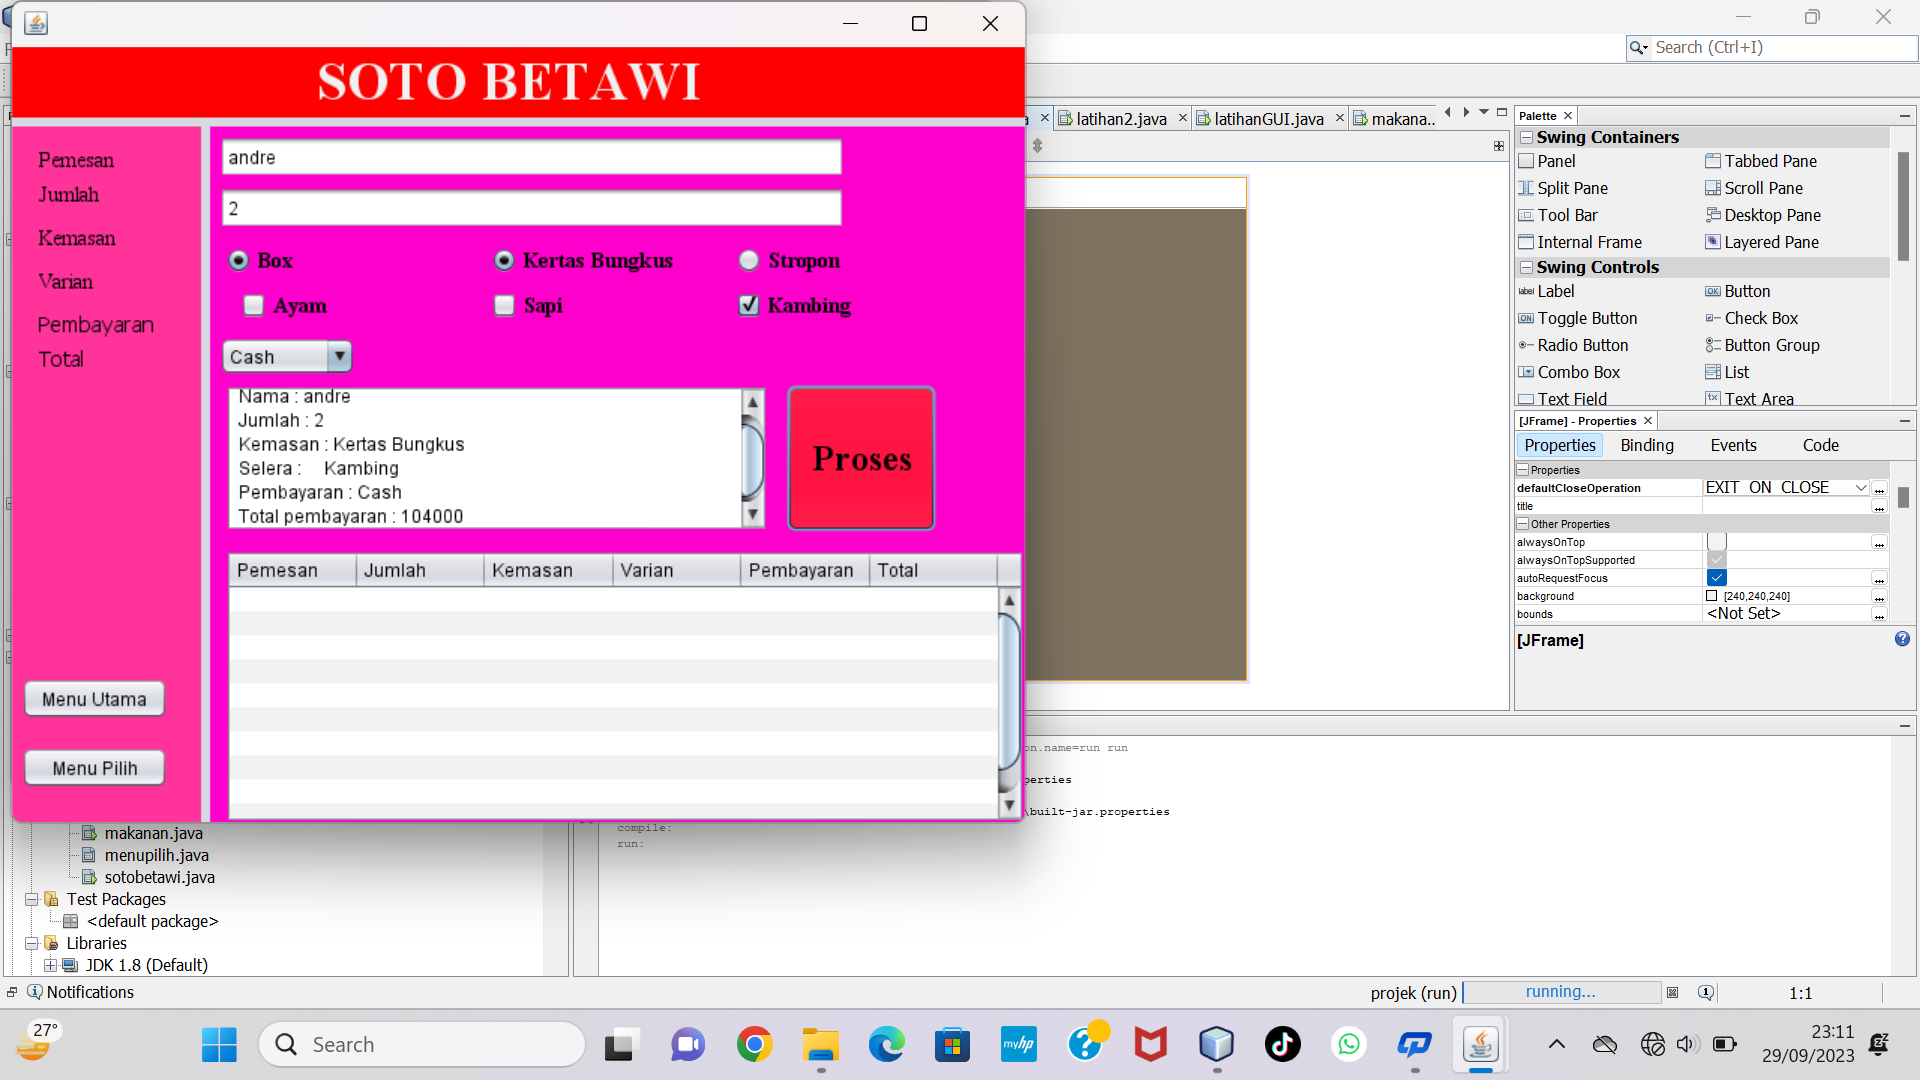 SOTO BETAWI
Pemesan
Jumlah
Kemasan
Varian
Pembayaran
Total
andre
2
Box
Kertas Bungkus
Stropon
Ayam
Sapi
Kambing
Cash
Nama : andre
Jumlah : 2
Kemasan : Kertas Bungkus
Selera : Kambing
Pembayaran : Cash
Total pembayaran : 104000
Proses
Pemesan Jumlah Kemasan Varian Pembayaran Total
Menu Utama
Menu Pilih
Search (Ctrl+I)
latihan2.java
latihanGUI.java
makana...
Palette
Swing Containers
Panel
Tabbed Pane
Split Pane
Scroll Pane
Tool Bar
Desktop Pane
Internal Frame
Layered Pane
Swing Controls
Label
Button
Toggle Button
Check Box
Radio Button
Button Group
Combo Box
List
Text Field
Text Area
[JFrame] - Properties
Properties Binding Events Code
Properties
defaultCloseOperation EXIT_ON_CLOSE
title
Other Properties
alwaysOnTop
alwaysOnTopSupported
autoRequestFocus
background [240,240,240]
bounds <Not Set>
[JFrame]
on.name=run run
perties
\built-jar.properties
compile:
run:
makanan.java
menupilih.java
sotobetawi.java
Test Packages
<default package>
Libraries
JDK 1.8 (Default)
Notifications
projek (run)
running...
1:1
27°
Search
myhp
23:11
29/09/2023